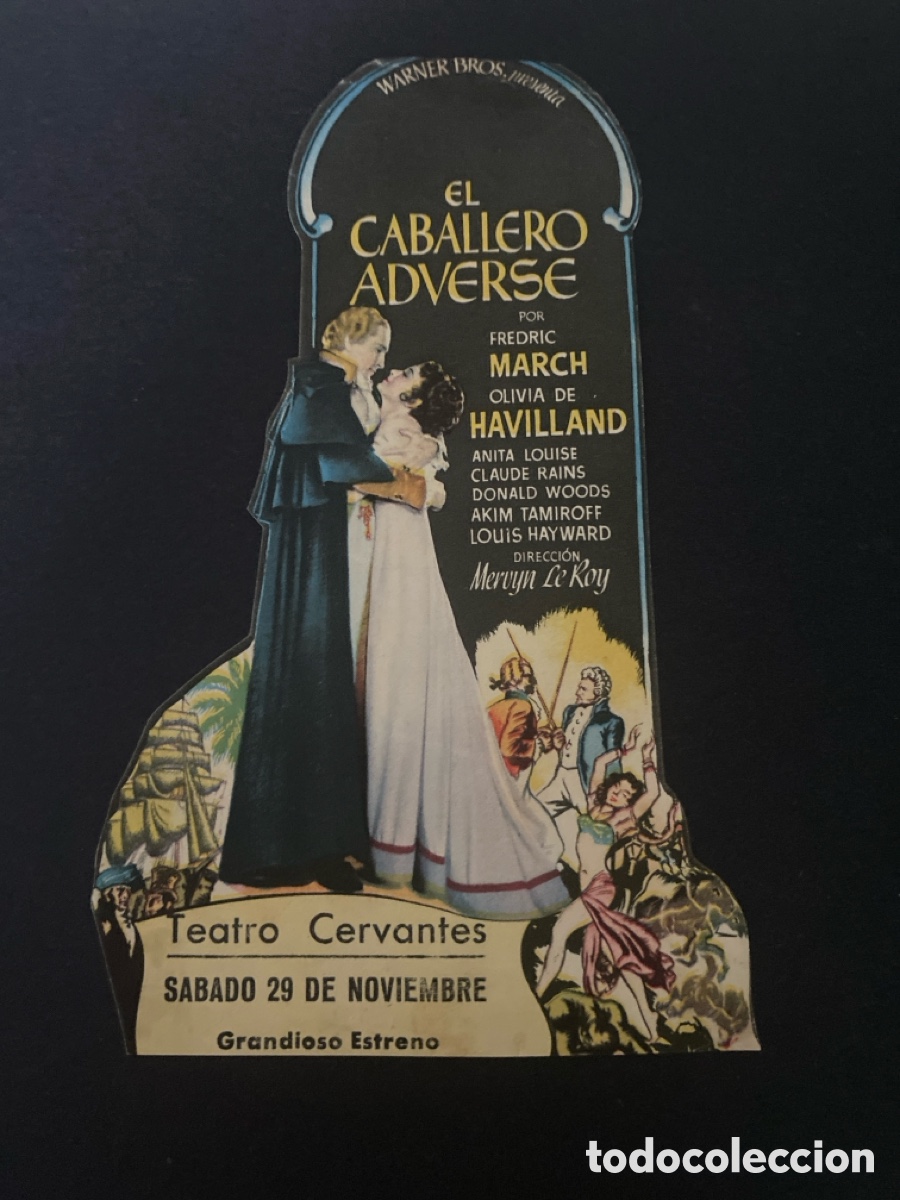 WARNER BROS. presenta
EL
CABALLERO
ADVERSE
POR
FREDRIC
MARCH
OLIVIA DE
HAVILLAND
ANITA LOUISE
CLAUDE RAINS
DONALD WOODS
AKIM TAMIROFF
LOUIS HAYWARD
DIRECCIÓN
Mervyn Le Roy
Teatro Cervantes
SABADO 29 DE NOVIEMBRE
Grandioso Estreno
todocoleccion